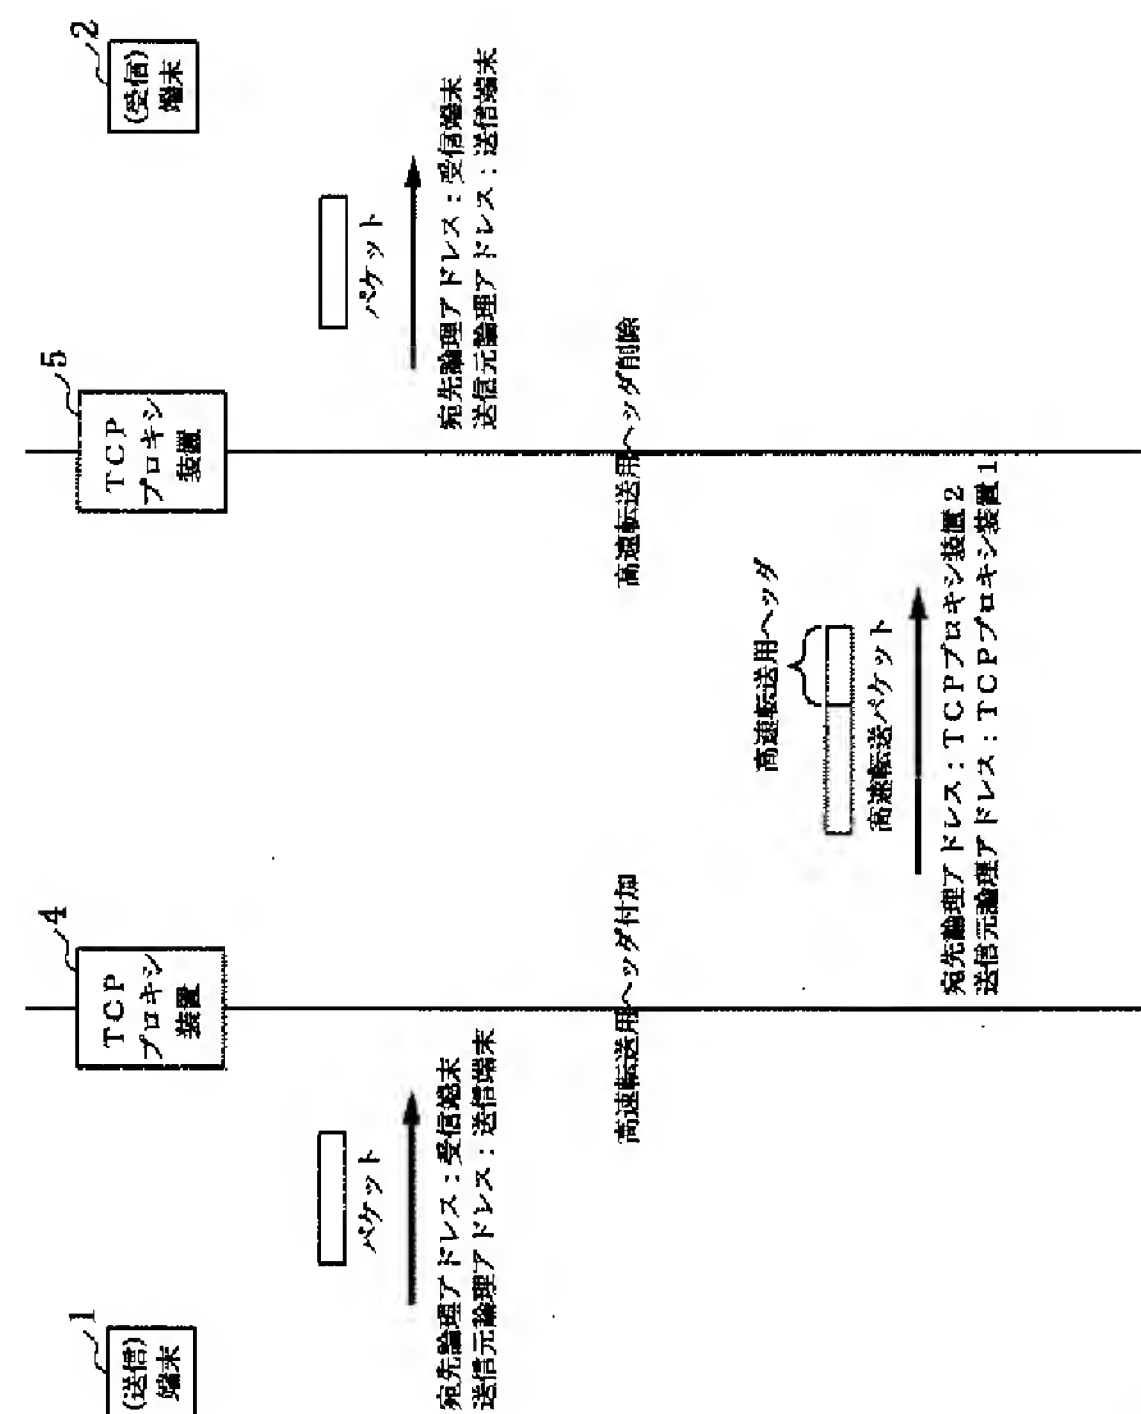 1
(送信)
端末
4
TCP
プロキシ
装置
5
TCP
プロキシ
装置
2
(受信)
端末
パケット
宛先論理アドレス：受信端末
送信元論理アドレス：送信端末
パケット
宛先論理アドレス：受信端末
送信元論理アドレス：送信端末
高速転送用ヘッダ付加
高速転送用ヘッダ削除
高速転送用ヘッダ
高速転送パケット
宛先論理アドレス：TCPプロキシ装置2
送信元論理アドレス：TCPプロキシ装置1